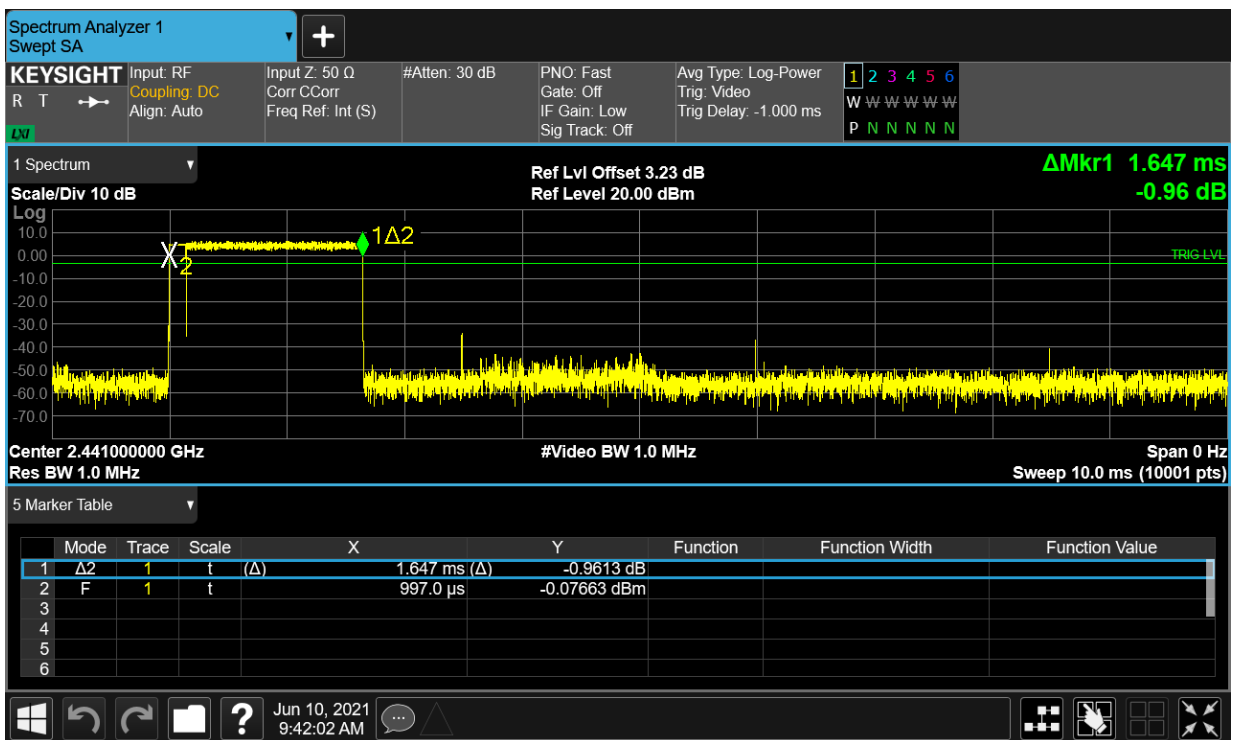 Spectrum Analyzer 1
Swept SA
KEYSIGHT
R T
LXI
Input: RF
Coupling: DC
Align: Auto
Input Z: 50 Ω
Corr CCorr
Freq Ref: Int (S)
#Atten: 30 dB
PNO: Fast
Gate: Off
IF Gain: Low
Sig Track: Off
Avg Type: Log-Power
Trig: Video
Trig Delay: -1.000 ms
1 2 3 4 5 6
W W W W W W
P N N N N N
1 Spectrum
Scale/Div 10 dB
Ref Lvl Offset 3.23 dB
Ref Level 20.00 dBm
ΔMkr1 1.647 ms
-0.96 dB
Log
10.0
0.00
-10.0
-20.0
-30.0
-40.0
-50.0
-60.0
-70.0
X
2
1Δ2
TRIG LVL
Center 2.441000000 GHz
#Video BW 1.0 MHz
Span 0 Hz
Res BW 1.0 MHz
Sweep 10.0 ms (10001 pts)
5 Marker Table
Mode Trace Scale X Y Function Function Width Function Value
1 Δ2 1 t (Δ) 1.647 ms (Δ) -0.9613 dB
2 F 1 t 997.0 µs -0.07663 dBm
3
4
5
6
?
Jun 10, 2021
9:42:02 AM